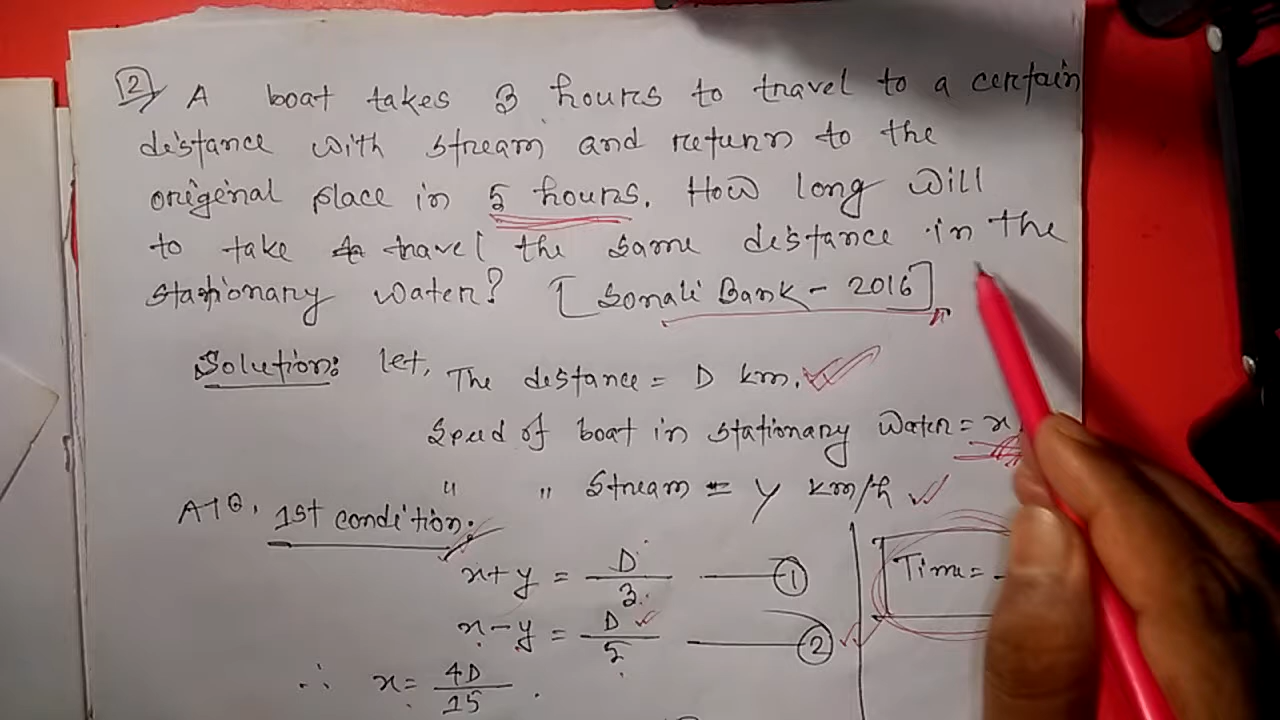 2) A boat takes 3 hours to travel to a certain
distance with stream and return to the
original place in 5 hours. How long will
to take travel the same distance in the
stationary water? [Sonali Bank - 2016]
Solution: let, The distance = D km.
Speed of boat in stationary water = x
" " stream = y km/h
ATQ, 1st condition:
x + y = D/3 —— 1
x - y = D/5 —— 2
∴ x = 4D/15
Time =